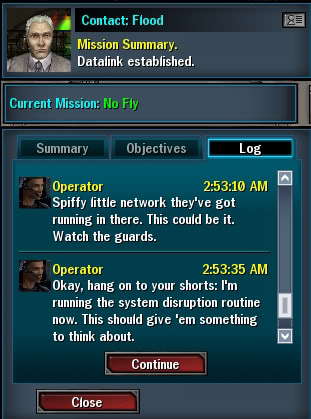 Contact: Flood
Mission Summary.
Datalink established.
Current Mission: No Fly
Summary
Objectives
Log
Operator 2:53:10 AM
Spiffy little network they've got
running in there. This could be it.
Watch the guards.
Operator 2:53:35 AM
Okay, hang on to your shorts: I'm
running the system disruption routine
now. This should give 'em something
to think about.
Continue
Close